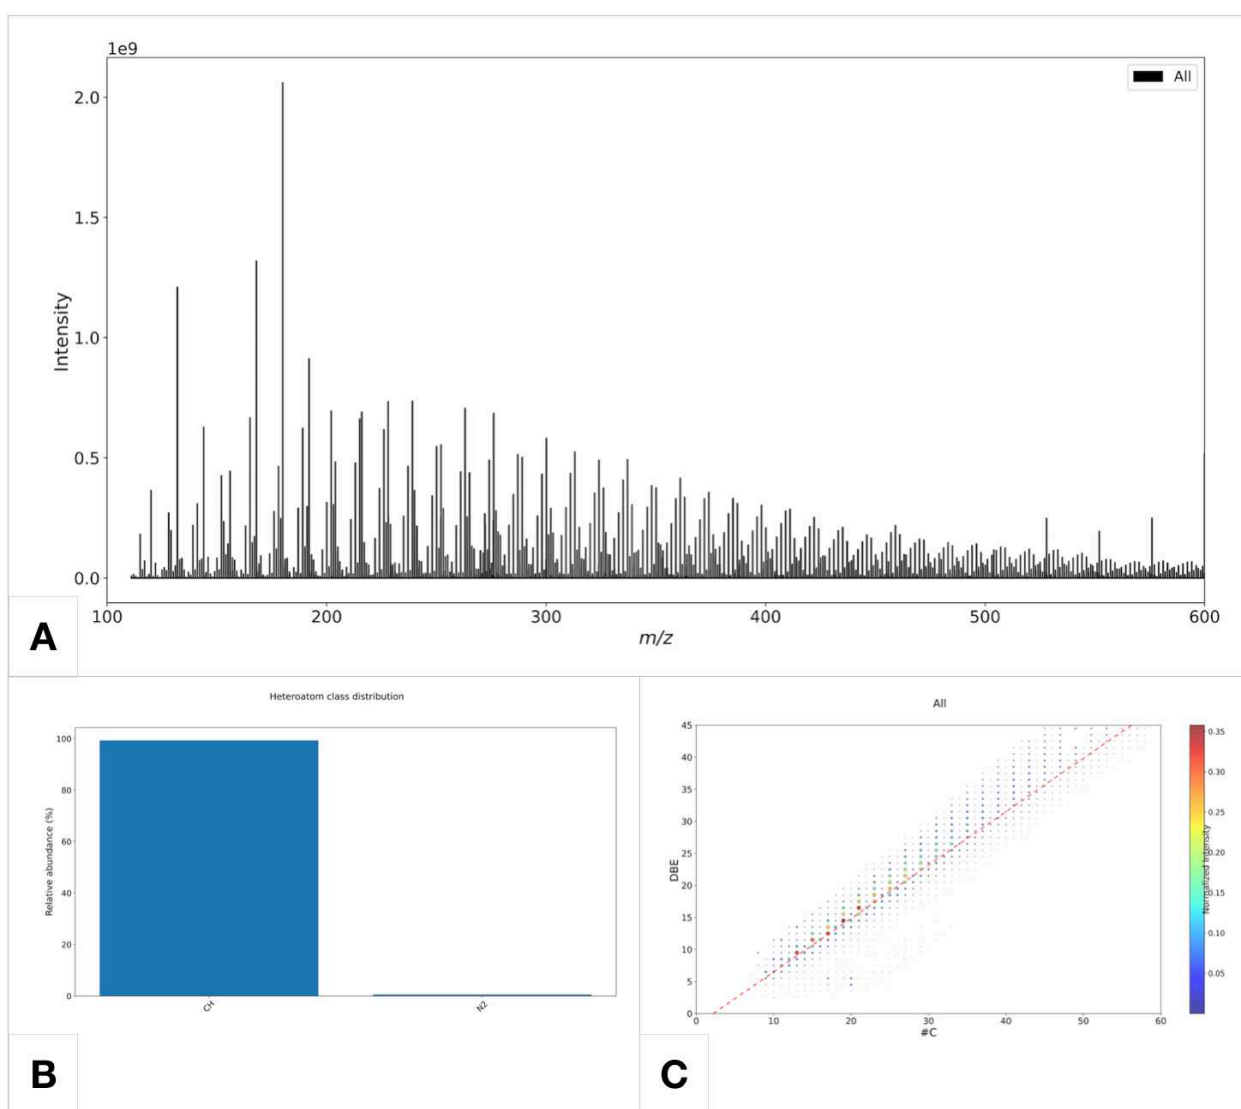 1e9
All
2.0
1.5
1.0
0.5
0.0
Intensity
100 200 300 400 500 600
m/z
A
Heteroatom class distribution
100
80
60
40
20
0
Relative abundance (%)
CH N2
B
All
45
40
35
30
25
20
15
10
5
0
DBE
0 10 20 30 40 50 60
#C
0.35
0.30
0.25
0.20
0.15
0.10
0.05
Normalized Intensity
C